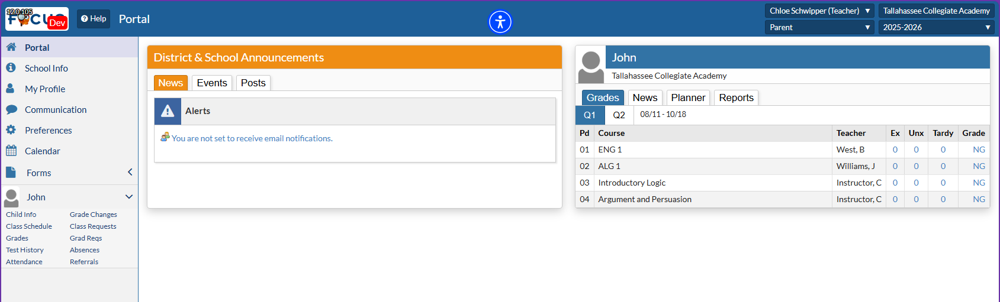 12.0.105
FOCUS
Dev
Help
Portal
Chloe Schwipper (Teacher)
Tallahassee Collegiate Academy
Parent
2025-2026
Portal
School Info
My Profile
Communication
Preferences
Calendar
Forms
John
Child Info Grade Changes
Class Schedule Class Requests
Grades Grad Reqs
Test History Absences
Attendance Referrals
District & School Announcements
News Events Posts
Alerts
You are not set to receive email notifications.
John
Tallahassee Collegiate Academy
Grades News Planner Reports
Q1 Q2 08/11 - 10/18
Pd Course Teacher Ex Unx Tardy Grade
01 ENG 1 West, B 0 0 0 NG
02 ALG 1 Williams, J 0 0 0 NG
03 Introductory Logic Instructor, C 0 0 0 NG
04 Argument and Persuasion Instructor, C 0 0 0 NG